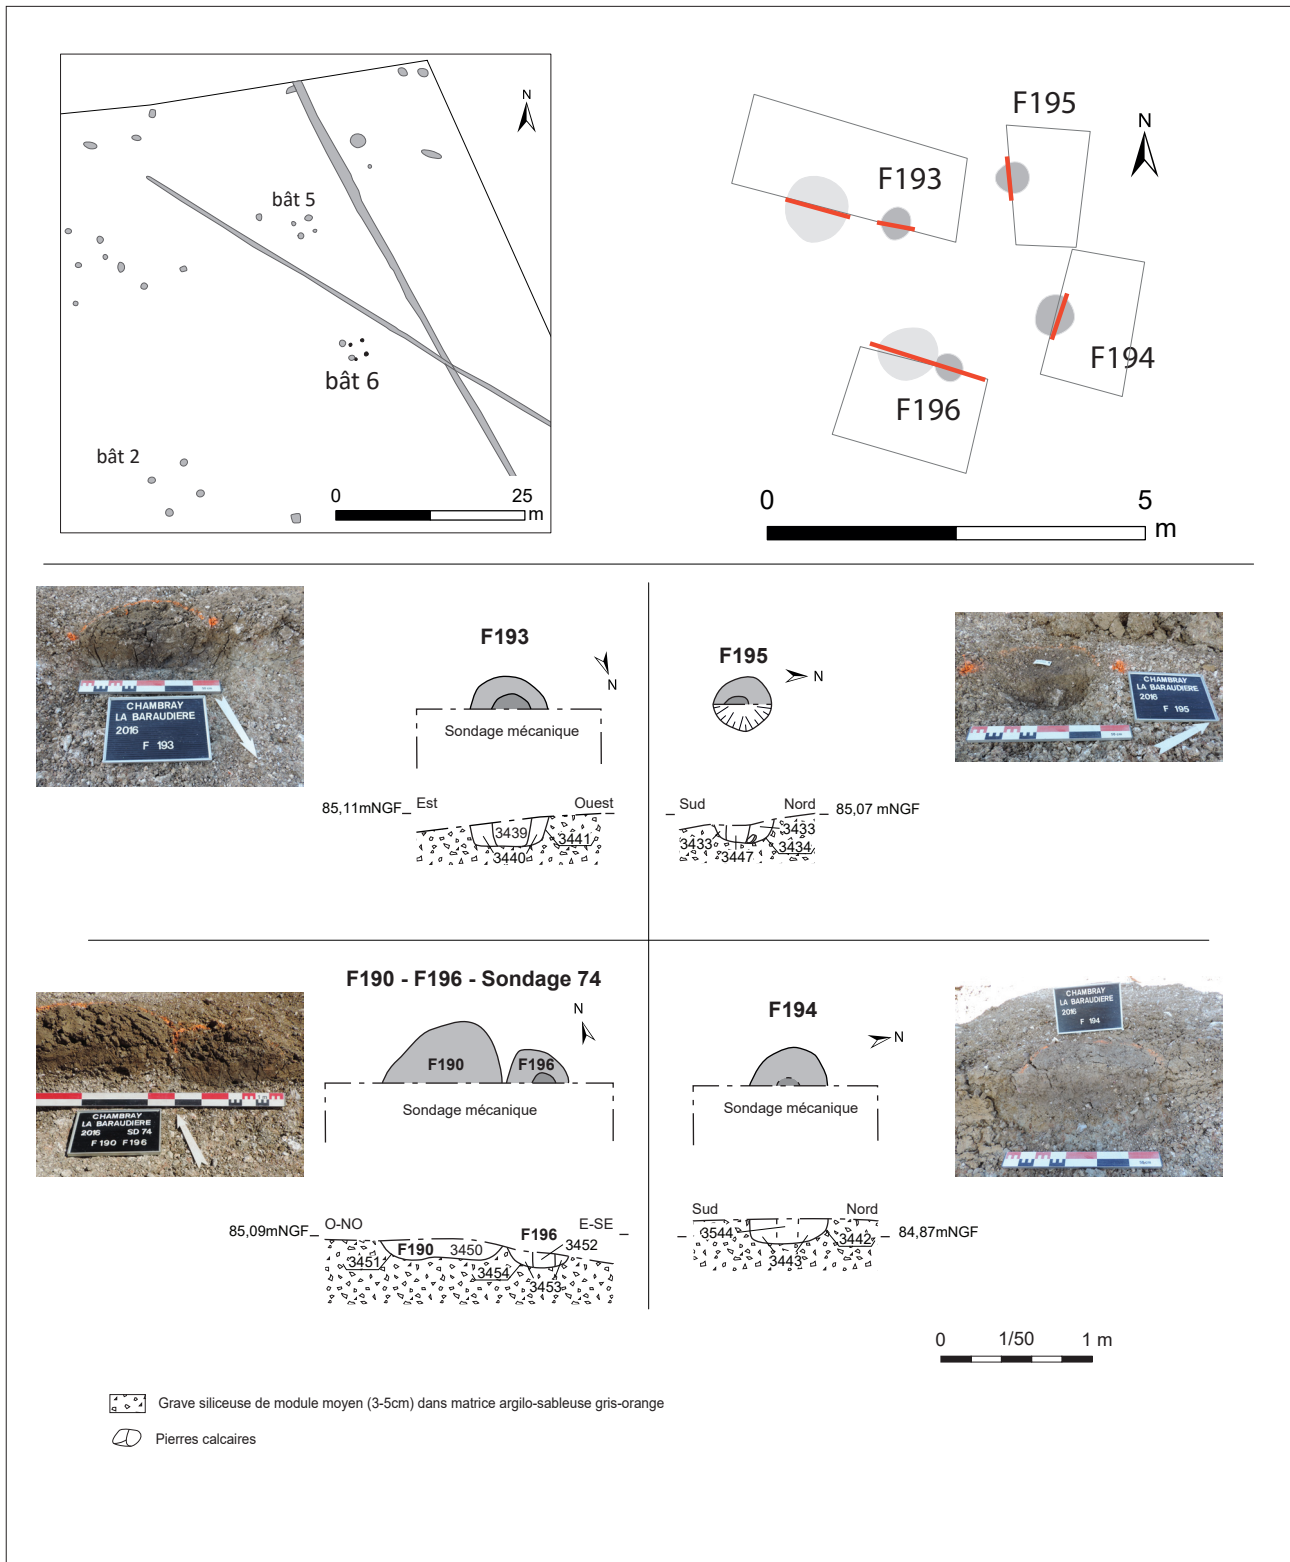 N
bât 5
bât 6
bât 2
0
25
m
F195
N
F193
F194
F196
0
5
m
CHAMBRAY
LA BARAUDIERE
2016
F 193
F193
N
Sondage mécanique
85,11mNGF
Est
Ouest
3439
3441
3440
F195
N
Sud
Nord
85,07 mNGF
3433
3433
3434
3447
CHAMBRAY
LA BARAUDIERE
2016
F 195
F190 - F196 - Sondage 74
N
F190
F196
Sondage mécanique
CHAMBRAY
LA BARAUDIERE
2016 SD 74
F 190 F 196
85,09mNGF
O-NO
E-SE
F196
F190 3450
3452
3451
3454
3453
F194
N
Sondage mécanique
Sud
Nord
3544
3442
84,87mNGF
3443
CHAMBRAY
LA BARAUDIERE
2016
F 194
0 1/50 1 m
Grave siliceuse de module moyen (3-5cm) dans matrice argilo-sableuse gris-orange
Pierres calcaires